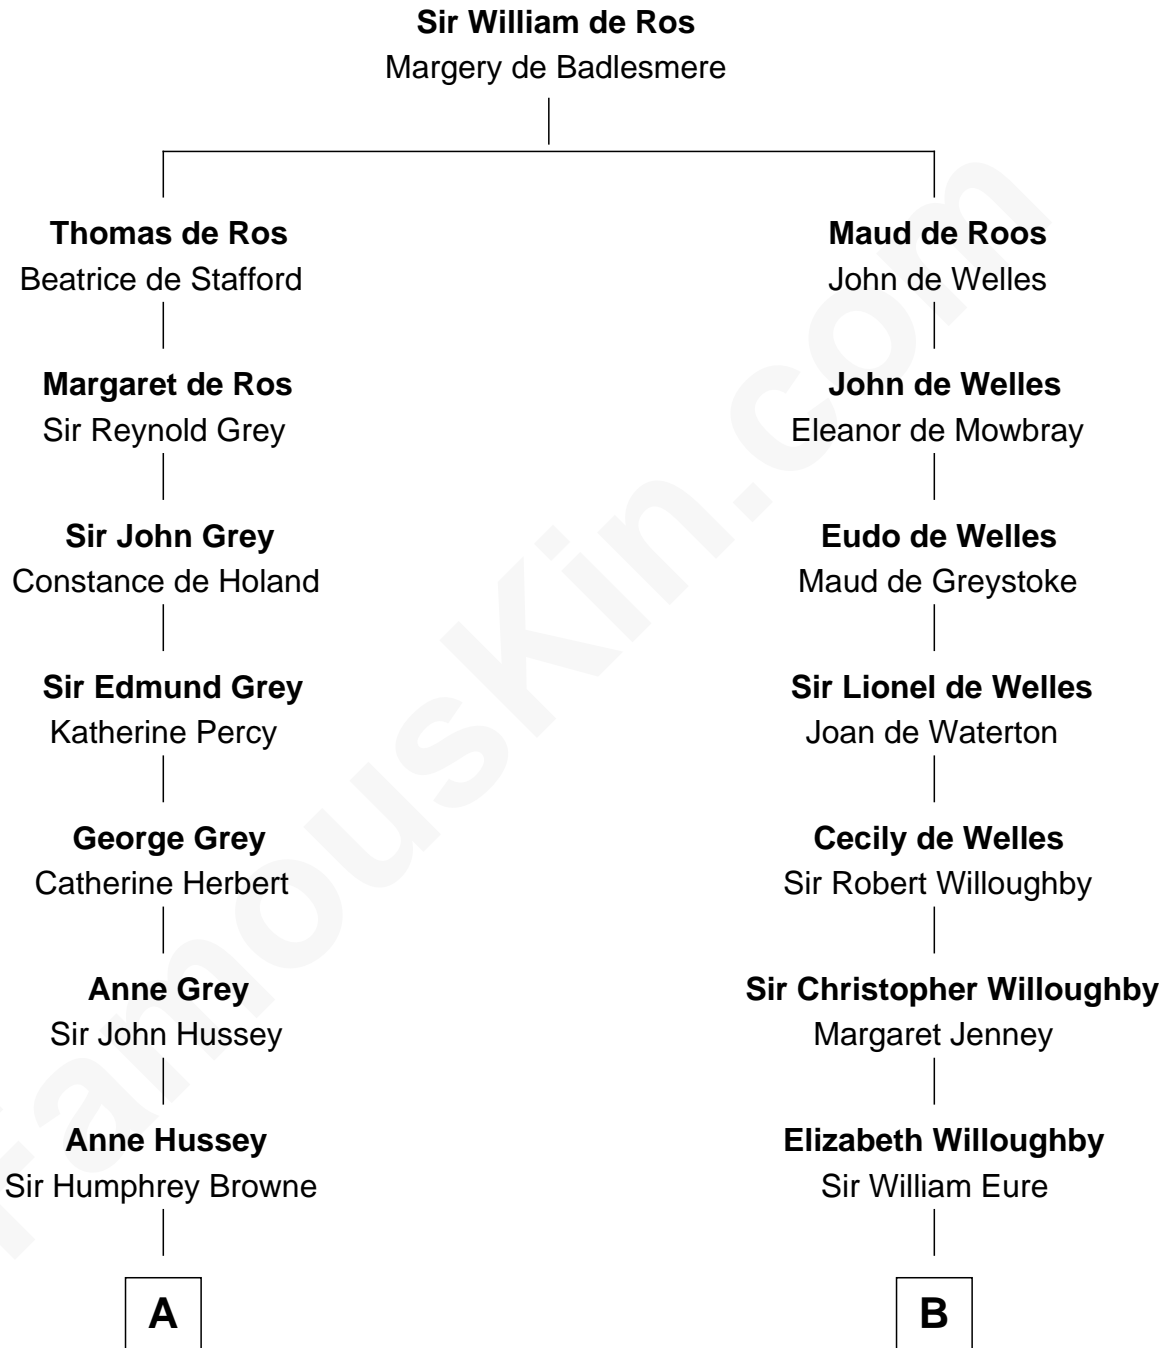 Sir William de Ros
Margery de Badlesmere
Thomas de Ros
Beatrice de Stafford
Maud de Roos
John de Welles
Margaret de Ros
Sir Reynold Grey
John de Welles
Eleanor de Mowbray
Sir John Grey
Constance de Holand
Eudo de Welles
Maud de Greystoke
Sir Edmund Grey
Katherine Percy
Sir Lionel de Welles
Joan de Waterton
George Grey
Catherine Herbert
Cecily de Welles
Sir Robert Willoughby
Anne Grey
Sir John Hussey
Sir Christopher Willoughby
Margaret Jenney
Anne Hussey
Sir Humphrey Browne
Elizabeth Willoughby
Sir William Eure
A
B
FamousKin.com